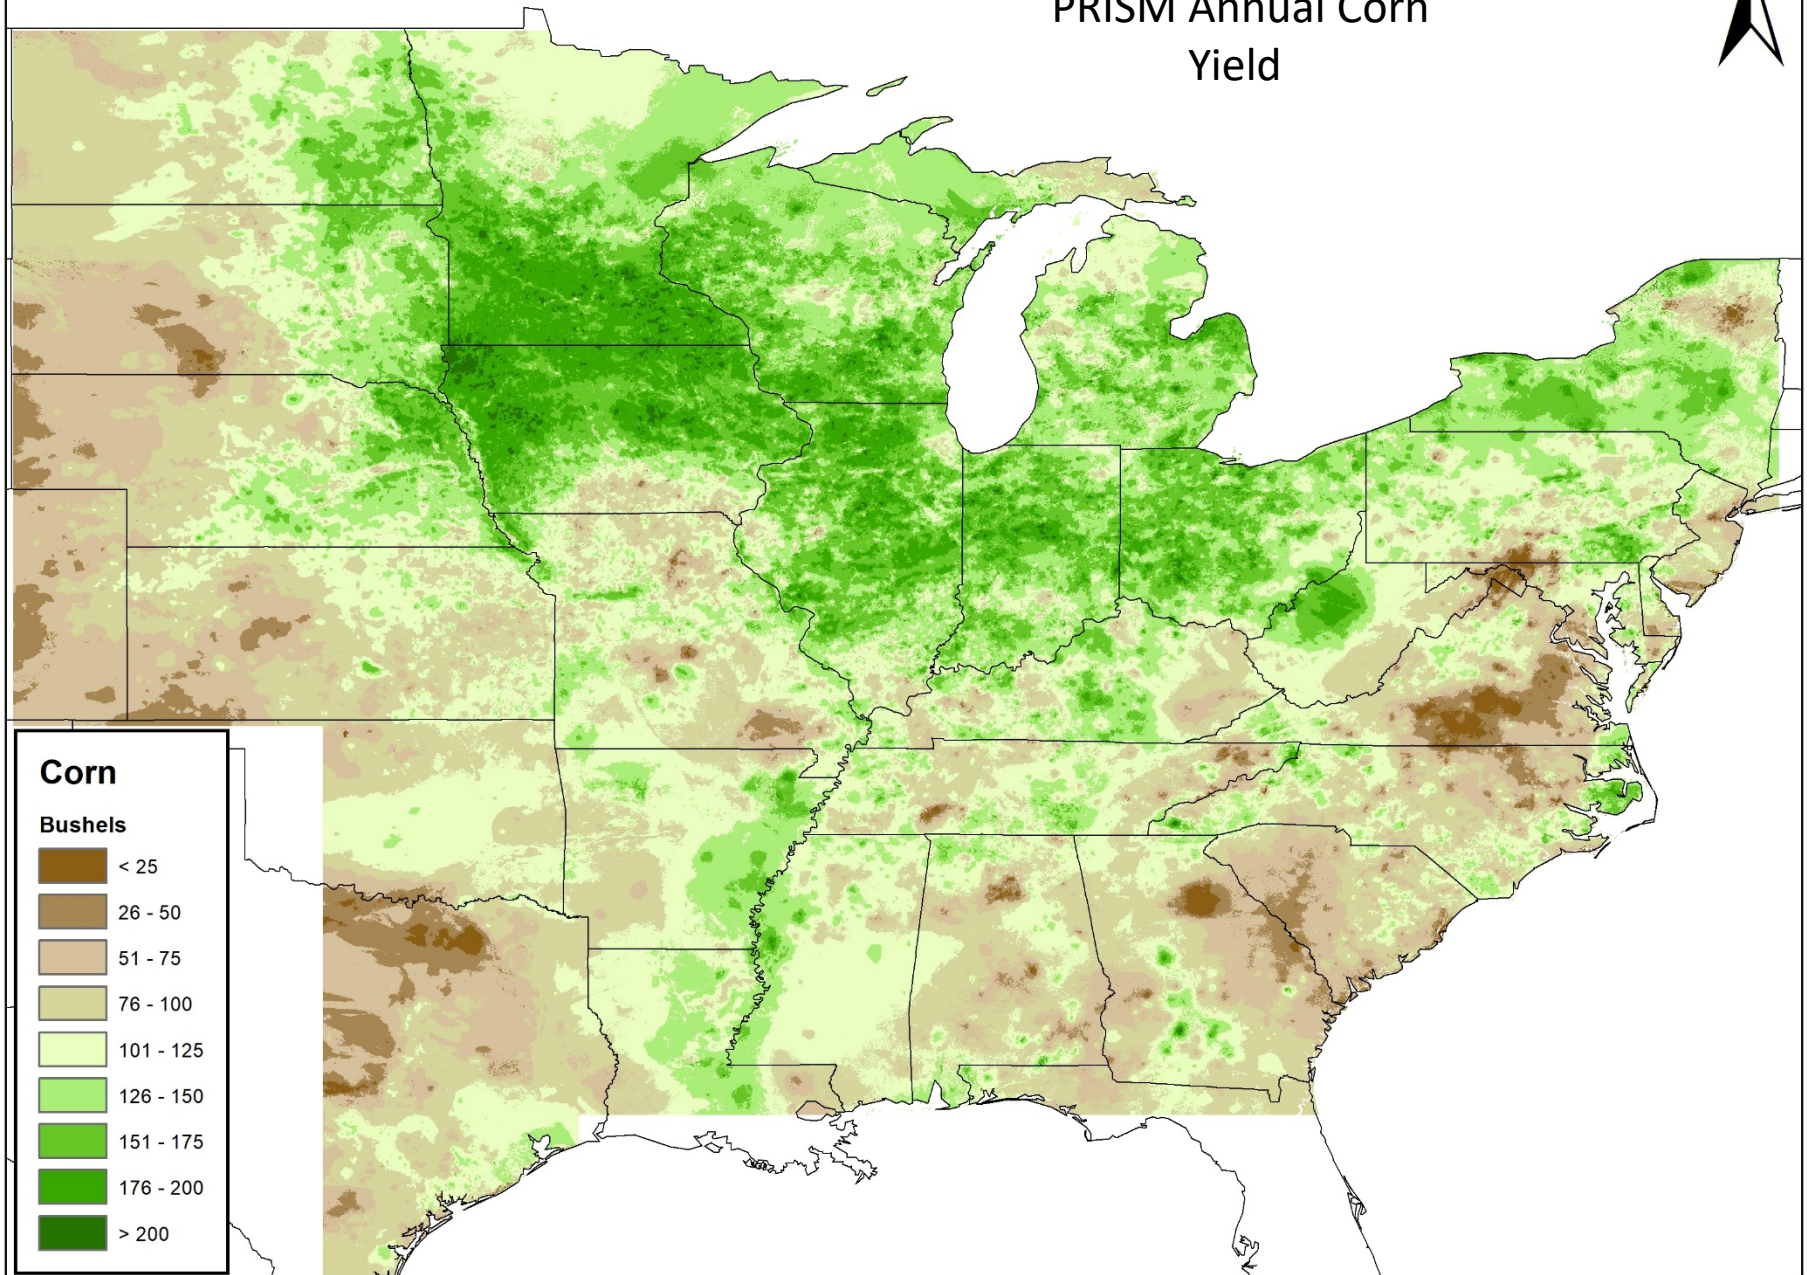 PRISM Annual Corn
Yield
Corn
Bushels
< 25
26 - 50
51 - 75
76 - 100
101 - 125
126 - 150
151 - 175
176 - 200
> 200